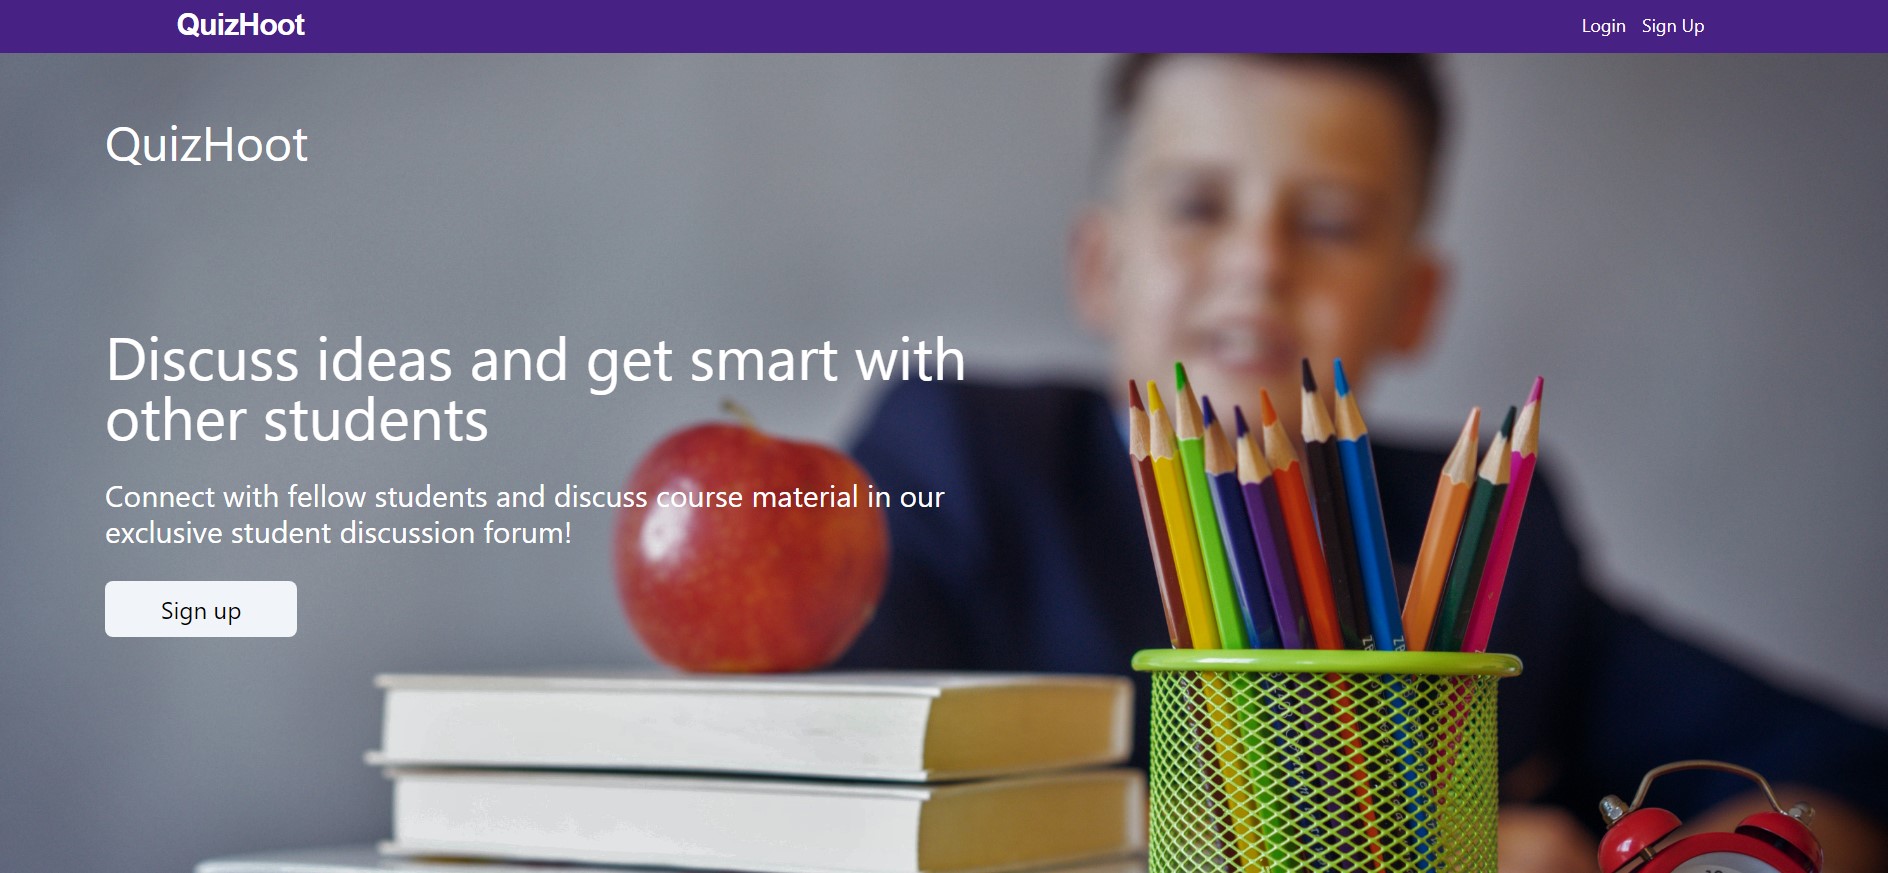 QuizHoot
Login Sign Up
QuizHoot
Discuss ideas and get smart with
other students
Connect with fellow students and discuss course material in our
exclusive student discussion forum!
Sign up